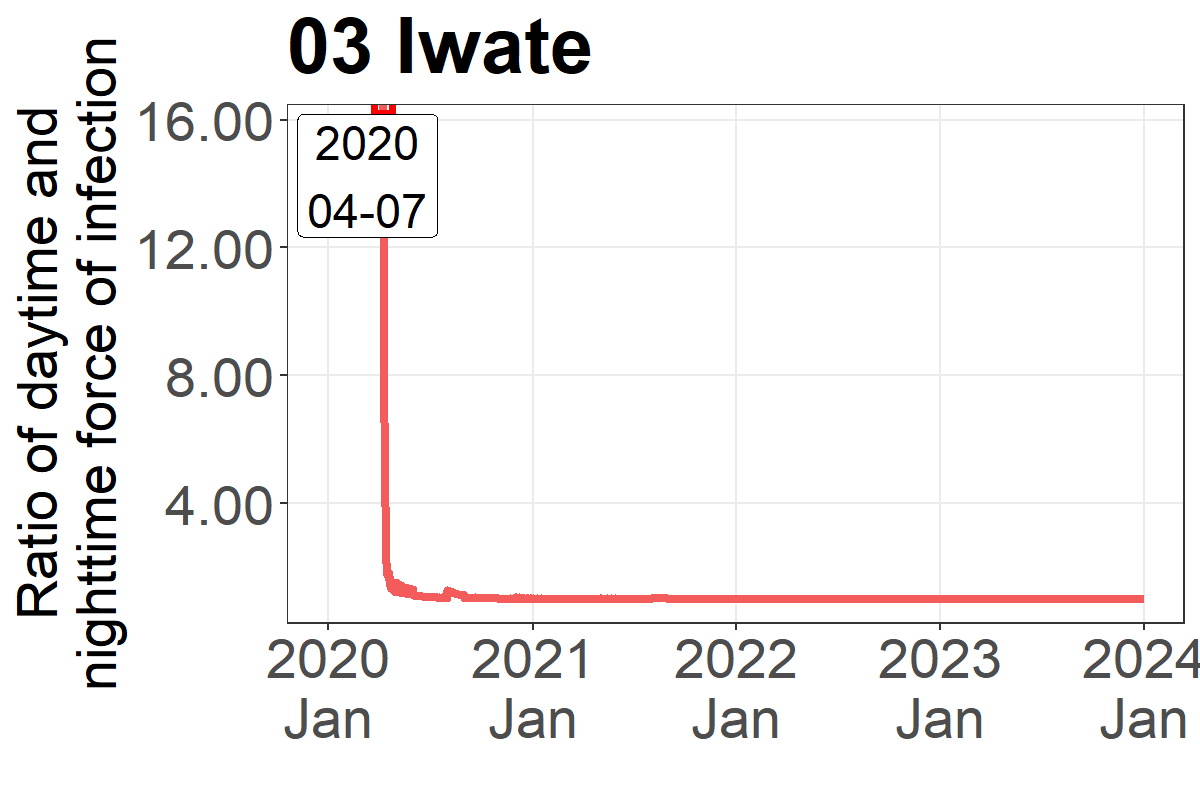 03 Iwate
Ratio of daytime and
nighttime force of infection
16.00
12.00
8.00
4.00
2020
04-07
2020
Jan
2021
Jan
2022
Jan
2023
Jan
2024
Jan